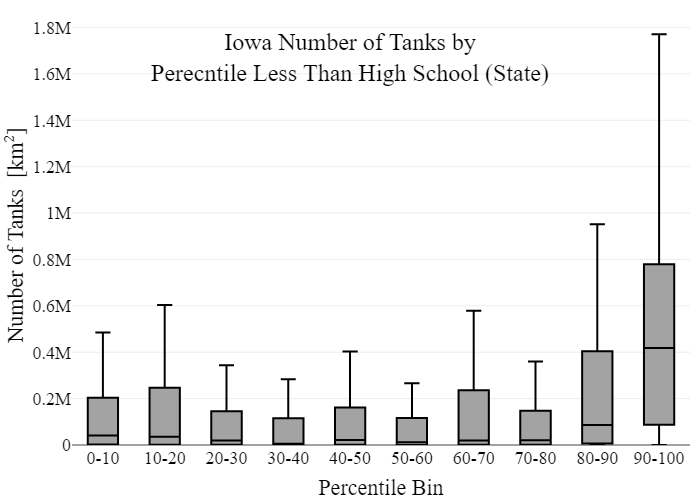 Iowa Number of Tanks by
Perecntile Less Than High School (State)
Number of Tanks [km²]
1.8M
1.6M
1.4M
1.2M
1M
0.8M
0.6M
0.4M
0.2M
0
0-10 10-20 20-30 30-40 40-50 50-60 60-70 70-80 80-90 90-100
Percentile Bin